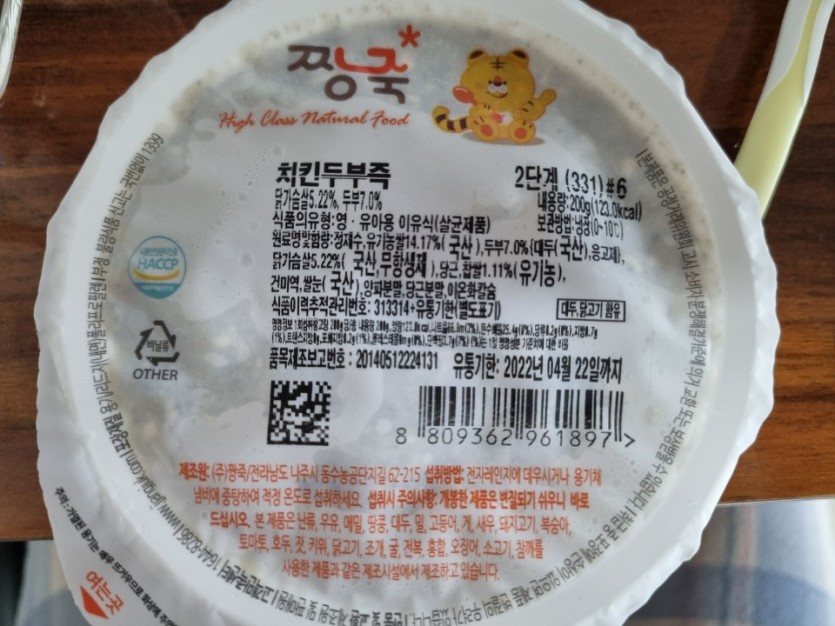 짱죽
High Class Natural Food
치킨두부죽
2단계 (331)#6
닭가슴살5.22%, 두부7.0%
내용량:200g(123.0kcal)
식품의유형:영·유아용 이유식(살균제품)
보관방법:냉장(0~10℃)
원료명및함량:정제수,유기농쌀14.17%(국산),두부7.0%(대두(국산),응고제),
닭가슴살5.22%(국산,무항생제),당근,찹쌀1.11%(유기농),
건미역,쌀눈(국산),양파분말,당근분말,이온화칼슘
식품이력추적관리번호: 313314+유통기한(별도표기)
대두, 닭고기 함유
품목제조보고번호: 20140512224131 유통기한: 2022년 04월 22일까지
8 809362 961897 >
제조원: (주)짱죽/전라남도 나주시 동수농공단지길 62-215 섭취방법: 전자레인지에 데우시거나 용기째
냄비에 중탕하여 적정 온도로 섭취하세요. 섭취시 주의사항: 개봉한 제품은 변질되기 쉬우니 바로
드십시오. 본 제품은 난류, 우유, 메밀, 땅콩, 대두, 밀, 고등어, 게, 새우, 돼지고기, 복숭아,
토마토, 호두, 잣, 키위, 닭고기, 조개, 굴, 전복, 홍합, 오징어, 소고기, 참깨를
사용한 제품과 같은 제조시설에서 제조하고 있습니다.
HACCP
비닐류
OTHER
부정·불량식품 신고는 국번없이 1399
여는곳